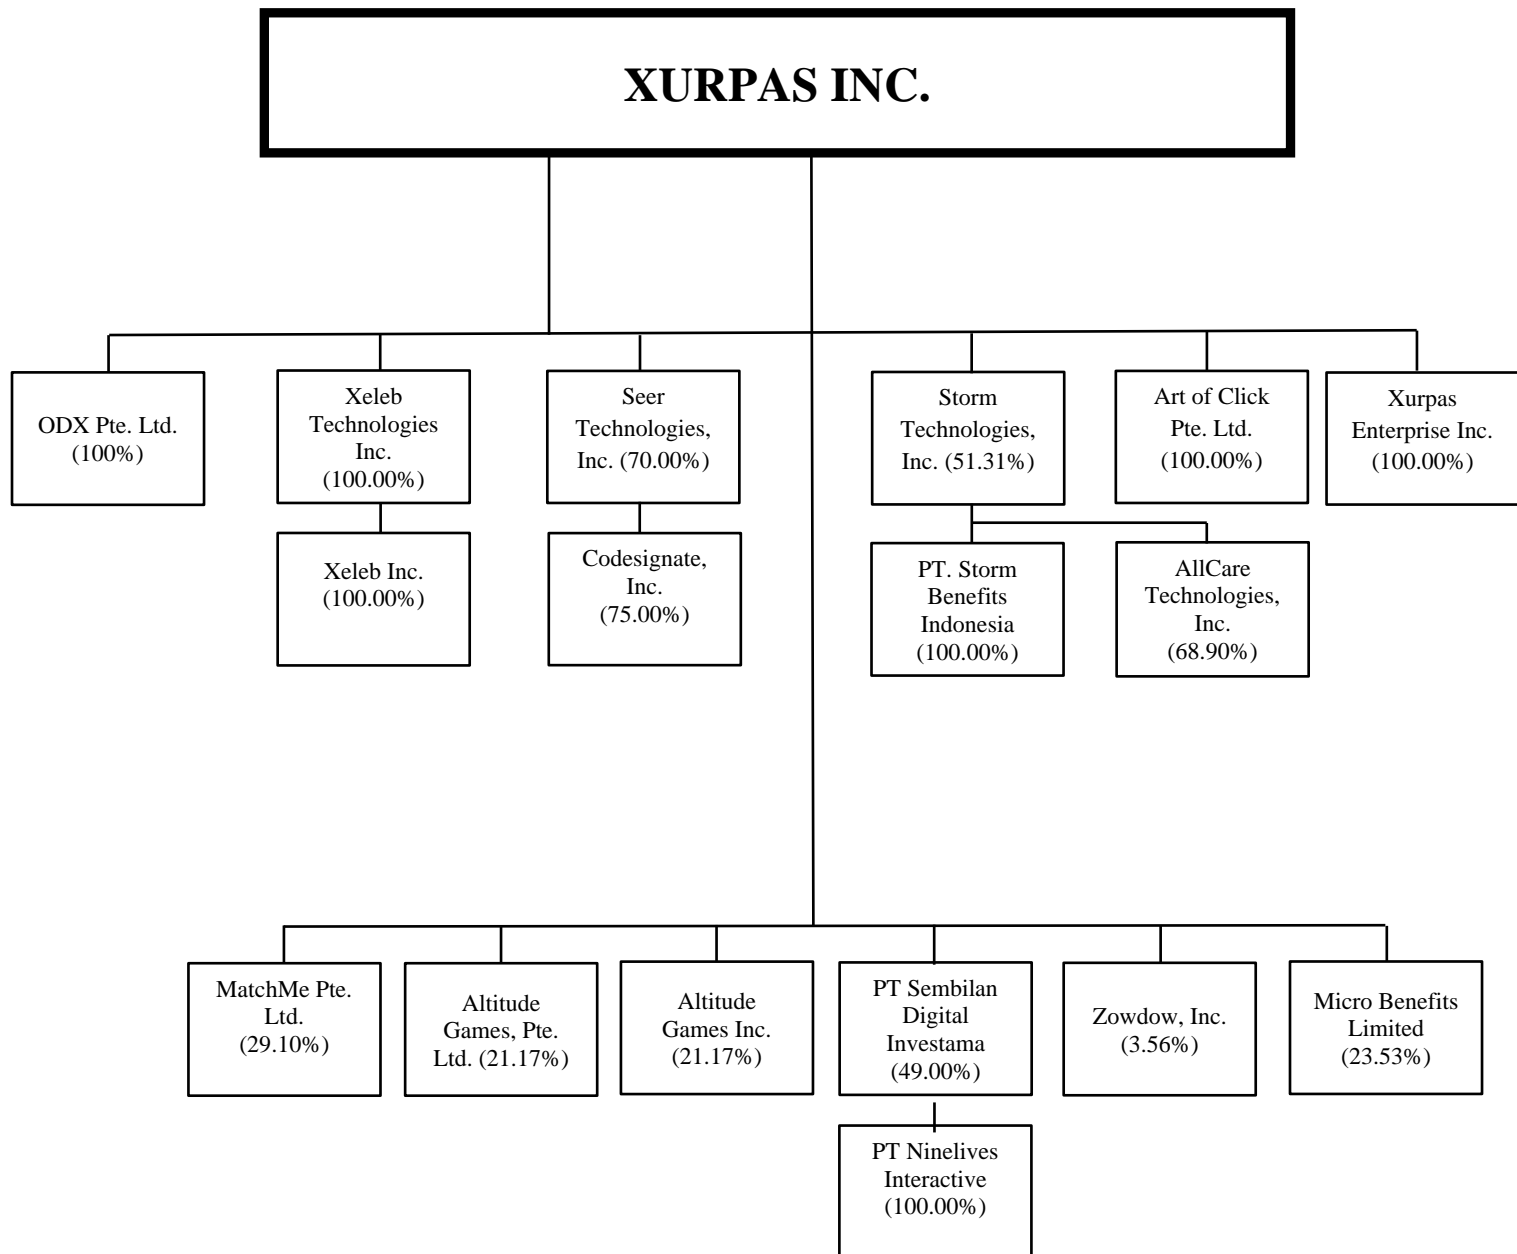 XURPAS INC.
ODX Pte. Ltd.
(100%)
Xeleb
Technologies
Inc.
(100.00%)
Seer
Technologies,
Inc. (70.00%)
Storm
Technologies,
Inc. (51.31%)
Art of Click
Pte. Ltd.
(100.00%)
Xurpas
Enterprise Inc.
(100.00%)
Xeleb Inc.
(100.00%)
Codesignate,
Inc.
(75.00%)
PT. Storm
Benefits
Indonesia
(100.00%)
AllCare
Technologies,
Inc.
(68.90%)
MatchMe Pte.
Ltd.
(29.10%)
Altitude
Games, Pte.
Ltd. (21.17%)
Altitude
Games Inc.
(21.17%)
PT Sembilan
Digital
Investama
(49.00%)
Zowdow, Inc.
(3.56%)
Micro Benefits
Limited
(23.53%)
PT Ninelives
Interactive
(100.00%)